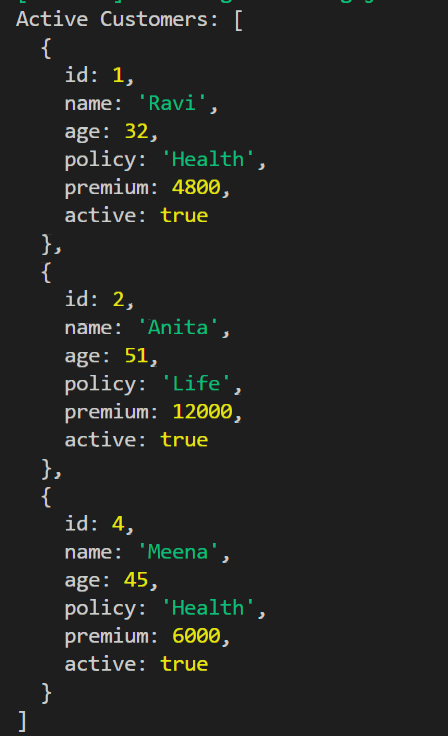 Active Customers: [
  {
    id: 1,
    name: 'Ravi',
    age: 32,
    policy: 'Health',
    premium: 4800,
    active: true
  },
  {
    id: 2,
    name: 'Anita',
    age: 51,
    policy: 'Life',
    premium: 12000,
    active: true
  },
  {
    id: 4,
    name: 'Meena',
    age: 45,
    policy: 'Health',
    premium: 6000,
    active: true
  }
]